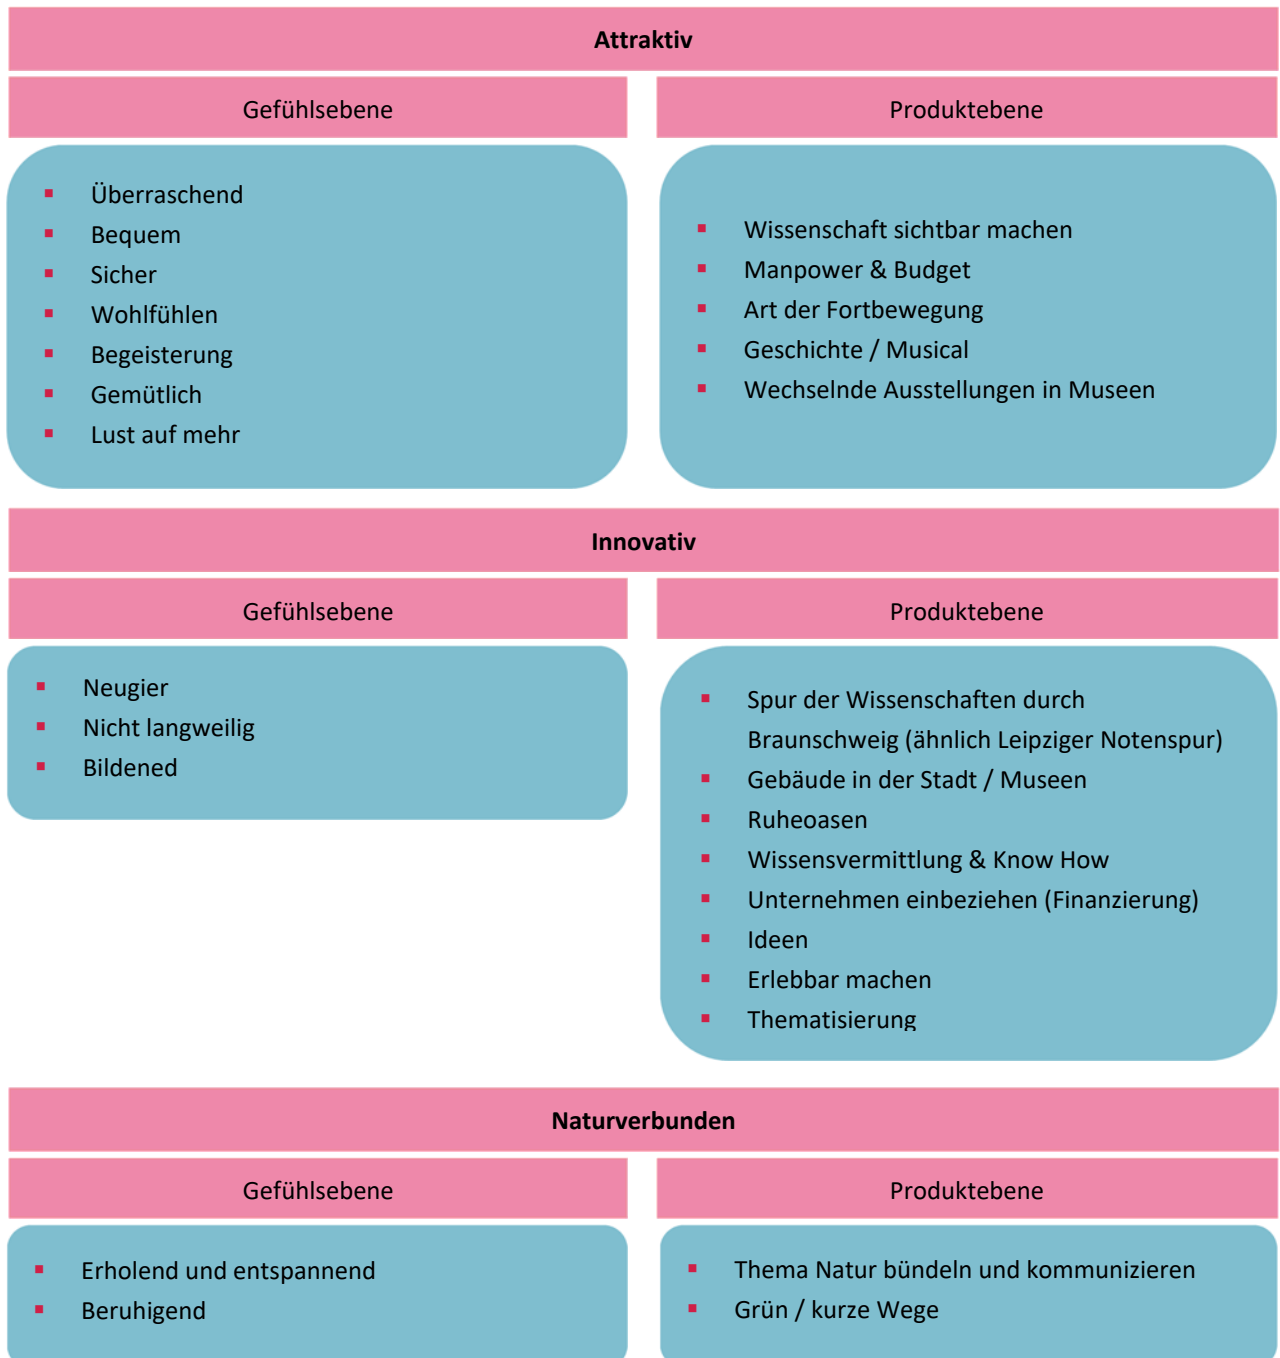 Attraktiv
Gefühlsebene
Produktebene
▪ Überraschend
▪ Bequem
▪ Sicher
▪ Wohlfühlen
▪ Begeisterung
▪ Gemütlich
▪ Lust auf mehr
▪ Wissenschaft sichtbar machen
▪ Manpower & Budget
▪ Art der Fortbewegung
▪ Geschichte / Musical
▪ Wechselnde Ausstellungen in Museen
Innovativ
Gefühlsebene
Produktebene
▪ Neugier
▪ Nicht langweilig
▪ Bildened
▪ Spur der Wissenschaften durch
Braunschweig (ähnlich Leipziger Notenspur)
▪ Gebäude in der Stadt / Museen
▪ Ruheoasen
▪ Wissensvermittlung & Know How
▪ Unternehmen einbeziehen (Finanzierung)
▪ Ideen
▪ Erlebbar machen
▪ Thematisierung
Naturverbunden
Gefühlsebene
Produktebene
▪ Erholend und entspannend
▪ Beruhigend
▪ Thema Natur bündeln und kommunizieren
▪ Grün / kurze Wege